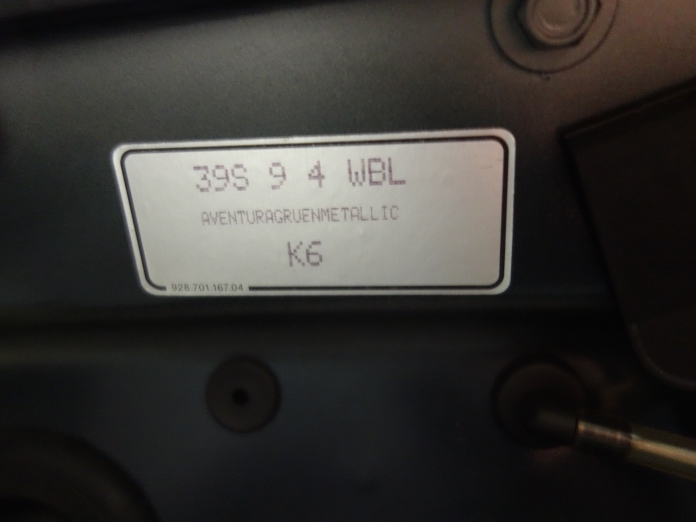 39S 9 4 WBL
AVENTURAGRUENMETALLIC
K6
928.701.167.04